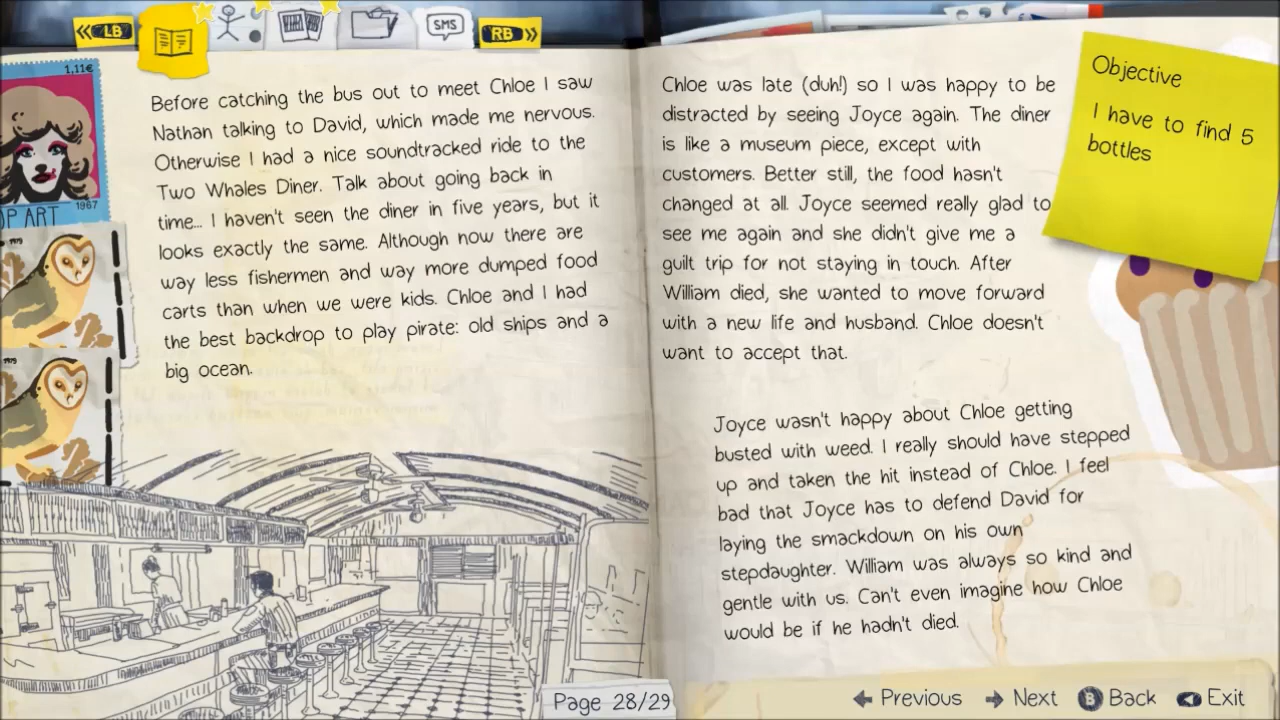 LB
SMS
RB
1,11€
OP ART
1967
1979
1979
Before catching the bus out to meet Chloe I saw
Nathan talking to David, which made me nervous.
Otherwise I had a nice soundtracked ride to the
Two Whales Diner. Talk about going back in
time... I haven't seen the diner in five years, but it
looks exactly the same. Although now there are
way less fishermen and way more dumped food
carts than when we were kids. Chloe and I had
the best backdrop to play pirate: old ships and a
big ocean.
Chloe was late (duh!) so I was happy to be
distracted by seeing Joyce again. The diner
is like a museum piece, except with
customers. Better still, the food hasn't
changed at all. Joyce seemed really glad to
see me again and she didn't give me a
guilt trip for not staying in touch. After
William died, she wanted to move forward
with a new life and husband. Chloe doesn't
want to accept that.
Joyce wasn't happy about Chloe getting
busted with weed. I really should have stepped
up and taken the hit instead of Chloe. I feel
bad that Joyce has to defend David for
laying the smackdown on his own
stepdaughter. William was always so kind and
gentle with us. Can't even imagine how Chloe
would be if he hadn't died.
Objective
I have to find 5
bottles
Page 28/29
Previous Next B Back Exit